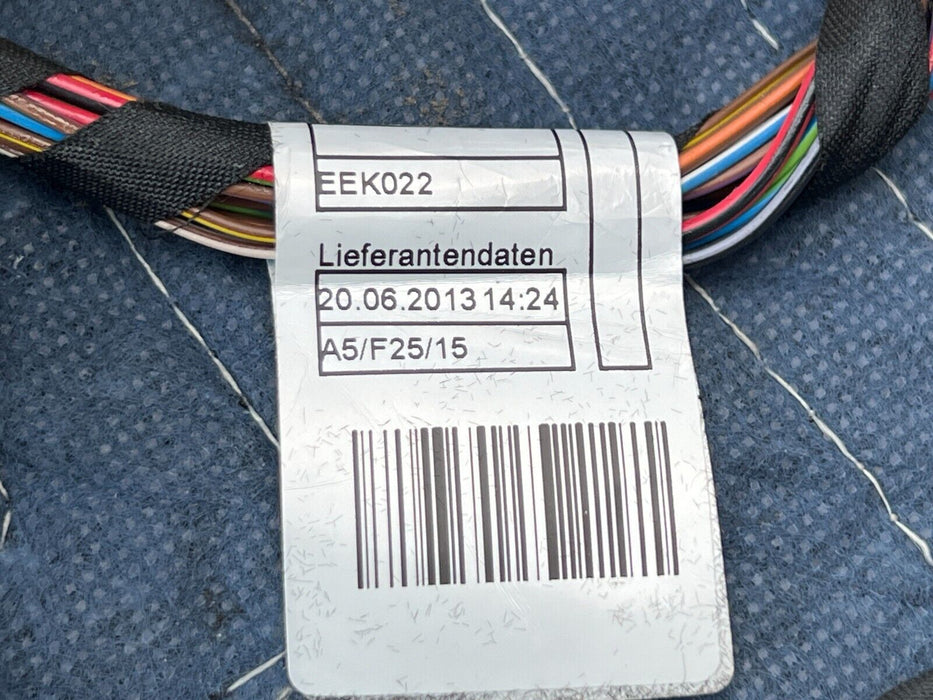 EEK022
Lieferantendaten
20.06.2013 14:24
A5/F25/15